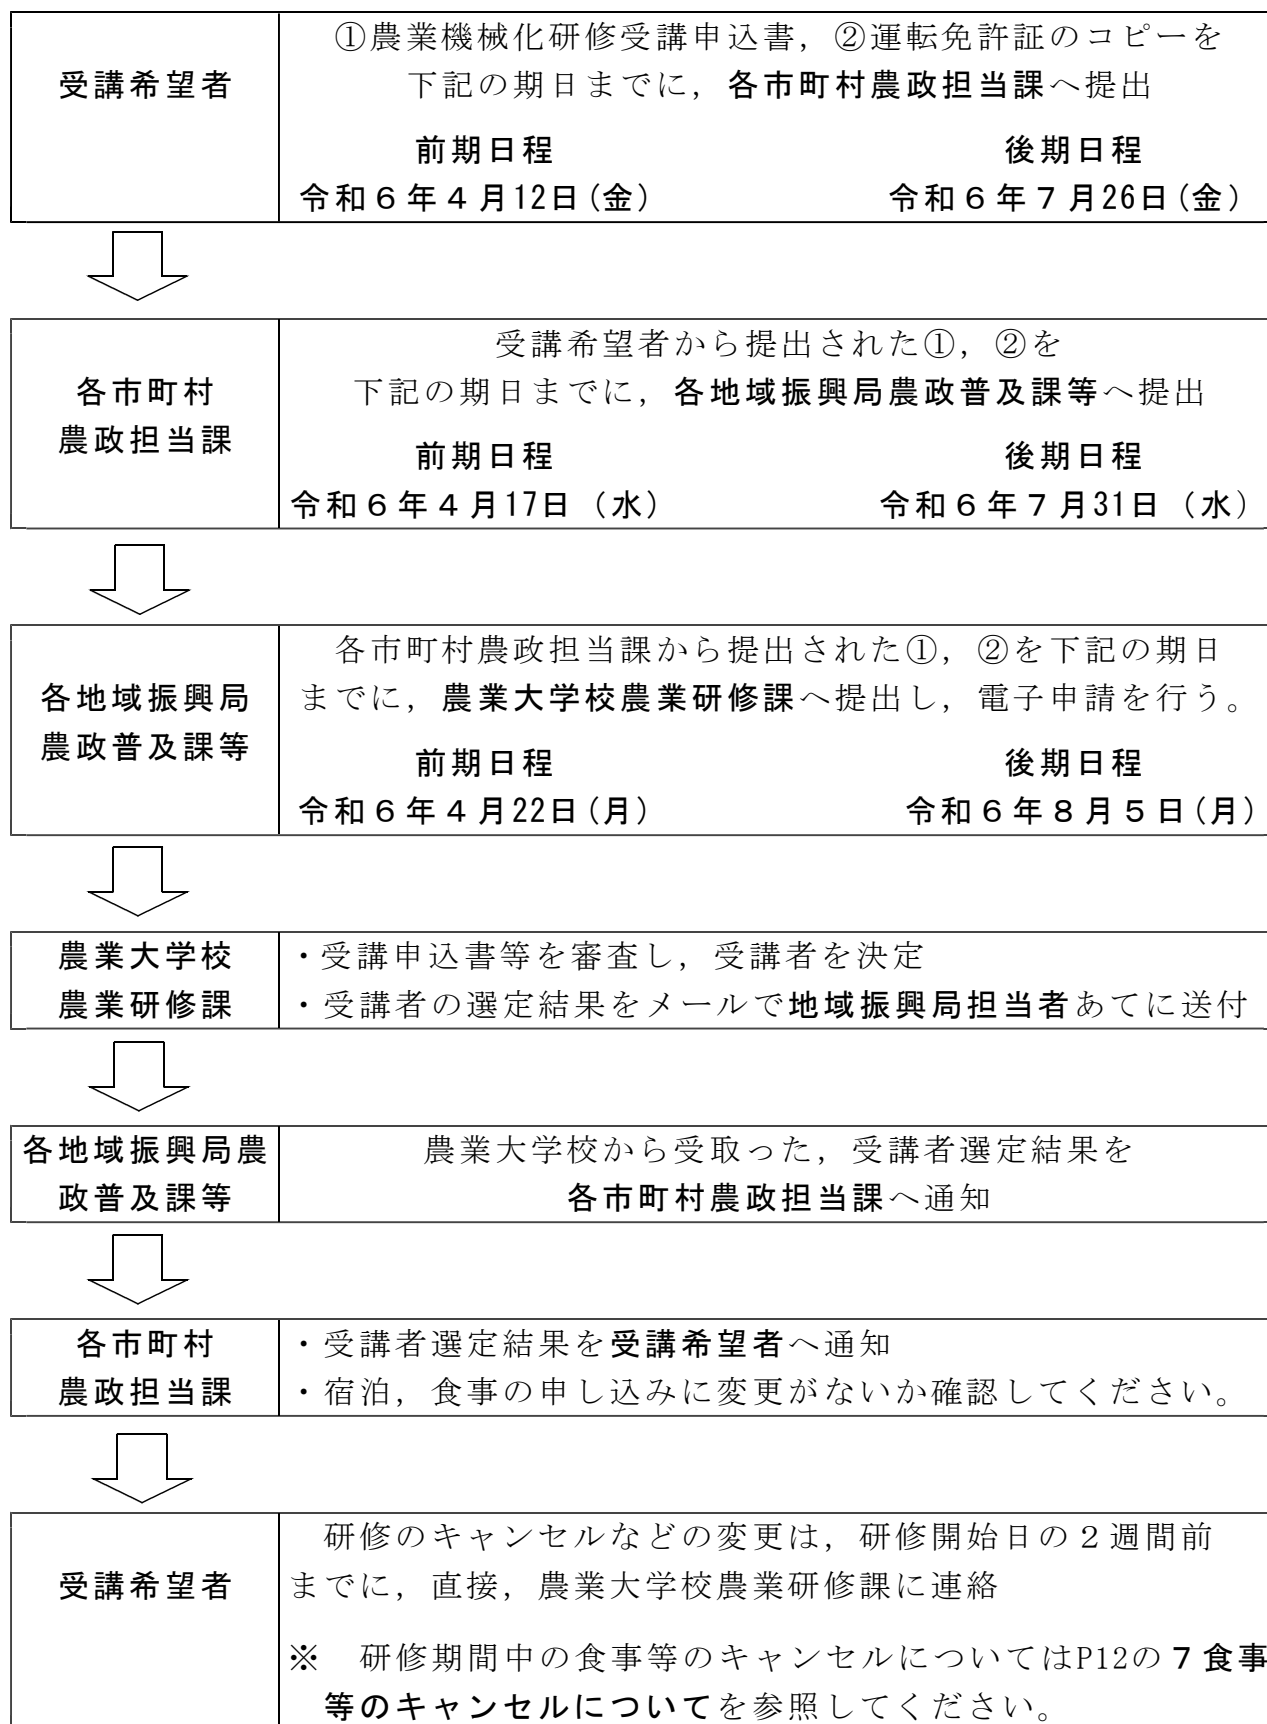 ①農業機械化研修受講申込書，②運転免許証のコピーを
受講希望者
下記の期日までに，各市町村農政担当課へ提出
前期日程 後期日程
令和６年４月12日(金) 令和６年７月26日(金)
受講希望者から提出された①，②を
各市町村
農政担当課
下記の期日までに，各地域振興局農政普及課等へ提出
前期日程 後期日程
令和６年４月17日（水） 令和６年７月31日（水）
各市町村農政担当課から提出された①，②を下記の期日
各地域振興局
農政普及課等
までに，農業大学校農業研修課へ提出し，電子申請を行う。
前期日程 後期日程
令和６年４月22日(月) 令和６年８月５日(月)
農業大学校
農業研修課
・受講申込書等を審査し，受講者を決定
・受講者の選定結果をメールで地域振興局担当者あてに送付
各地域振興局農
政普及課等
農業大学校から受取った，受講者選定結果を
各市町村農政担当課へ通知
各市町村
農政担当課
・受講者選定結果を受講希望者へ通知
・宿泊，食事の申し込みに変更がないか確認してください。
受講希望者
研修のキャンセルなどの変更は，研修開始日の２週間前
までに，直接，農業大学校農業研修課に連絡
※　研修期間中の食事等のキャンセルについてはP12の７食事
等のキャンセルについてを参照してください。